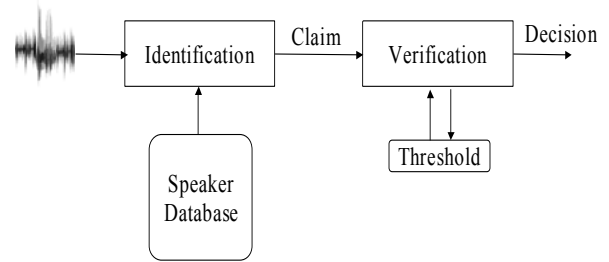 Identification
Claim
Verification
Decision
Threshold
Speaker
Database